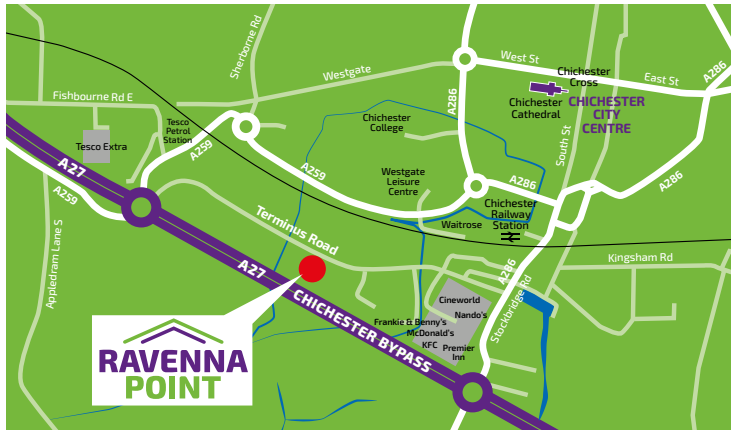 Sherborne Rd
Westgate
West St
Chichester
Cross
East St
A286
Fishbourne Rd E
A286
Chichester
Cathedral
CHICHESTER
CITY
CENTRE
Tesco
Petrol
Station
Chichester
College
South St
Tesco Extra
A259
A27
A259
A259
Westgate
Leisure
Centre
A286
A286
Chichester
Railway
Station
Waitrose
Appledram Lane S
Terminus Road
A27
CHICHESTER BYPASS
A286
Kingsham Rd
Stockbridge Rd
Cineworld
Nando's
Frankie & Benny's
McDonald's
KFC
Premier
Inn
RAVENNA
POINT